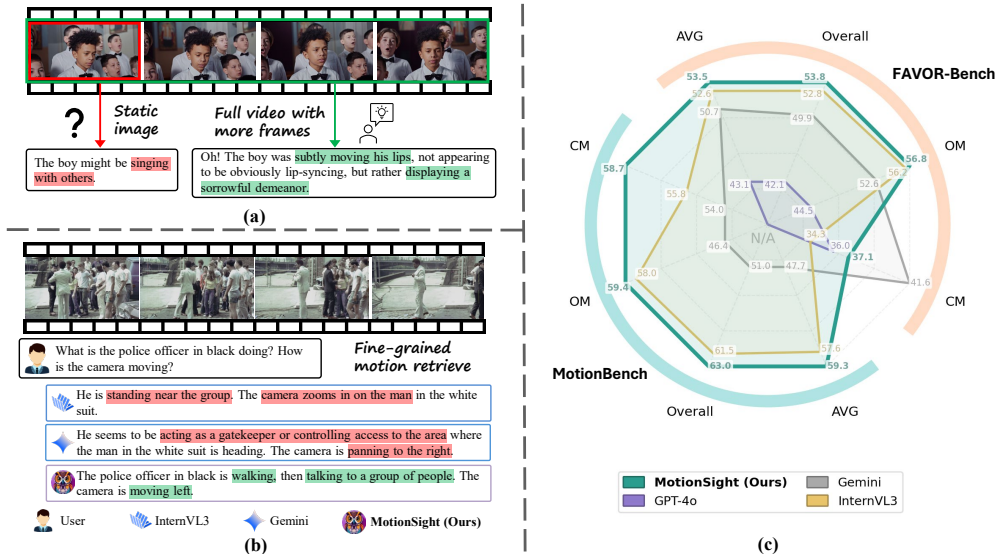 ?
Static
image
Full video with
more frames
The boy might be singing
with others.
Oh! The boy was subtly moving his lips, not appearing
to be obviously lip-syncing, but rather displaying a
sorrowful demeanor.
(a)
What is the police officer in black doing? How
is the camera moving?
Fine-grained
motion retrieve
He is standing near the group. The camera zooms in on the man in the white
suit.
He seems to be acting as a gatekeeper or controlling access to the area where
the man in the white suit is heading. The camera is panning to the right.
The police officer in black is walking, then talking to a group of people. The
camera is moving left.
User
InternVL3
Gemini
MotionSight (Ours)
(b)
AVG
Overall
FAVOR-Bench
53.5
53.8
52.6
52.8
50.7
49.9
CM
OM
58.7
56.8
56.2
55.8
52.6
43.1
42.1
54.0
44.5
N/A
34.3
36.0
46.4
37.1
51.0
47.7
58.0
41.6
59.4
OM
CM
61.5
57.6
63.0
59.3
MotionBench
Overall
AVG
MotionSight (Ours)
GPT-4o
Gemini
InternVL3
(c)